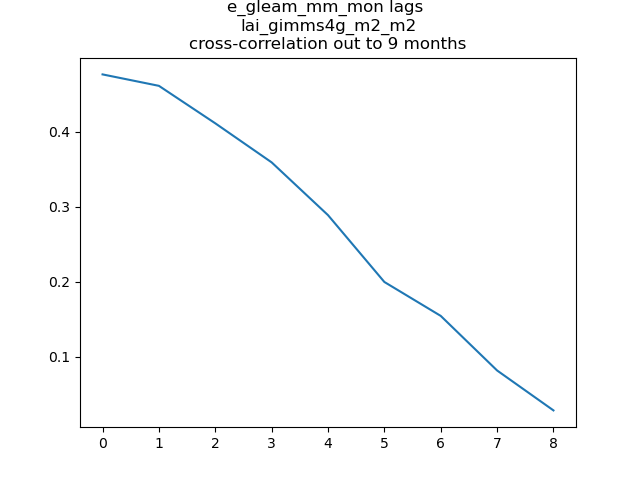 e_gleam_mm_mon lags
lai_gimms4g_m2_m2
cross-correlation out to 9 months
0.4
0.3
0.2
0.1
0 1 2 3 4 5 6 7 8